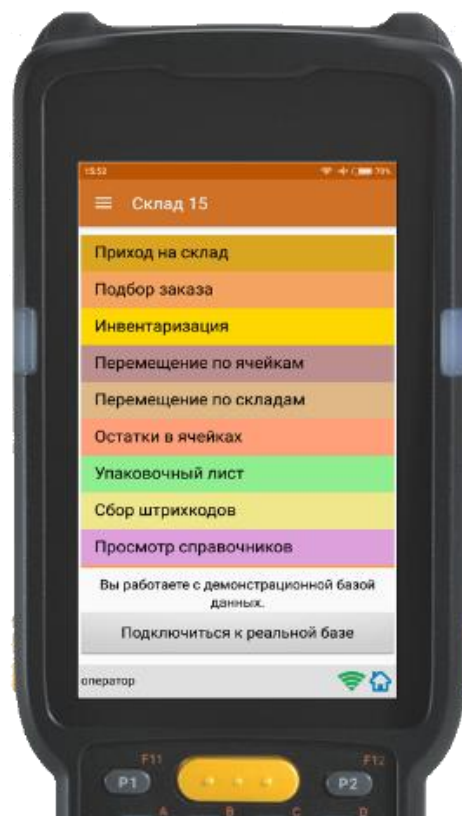 15:52
70%
Склад 15
Приход на склад
Подбор заказа
Инвентаризация
Перемещение по ячейкам
Перемещение по складам
Остатки в ячейках
Упаковочный лист
Сбор штрихкодов
Просмотр справочников
Вы работаете с демонстрационной базой
данных.
Подключиться к реальной базе
оператор
F11 F12
P1 P2
A B C D